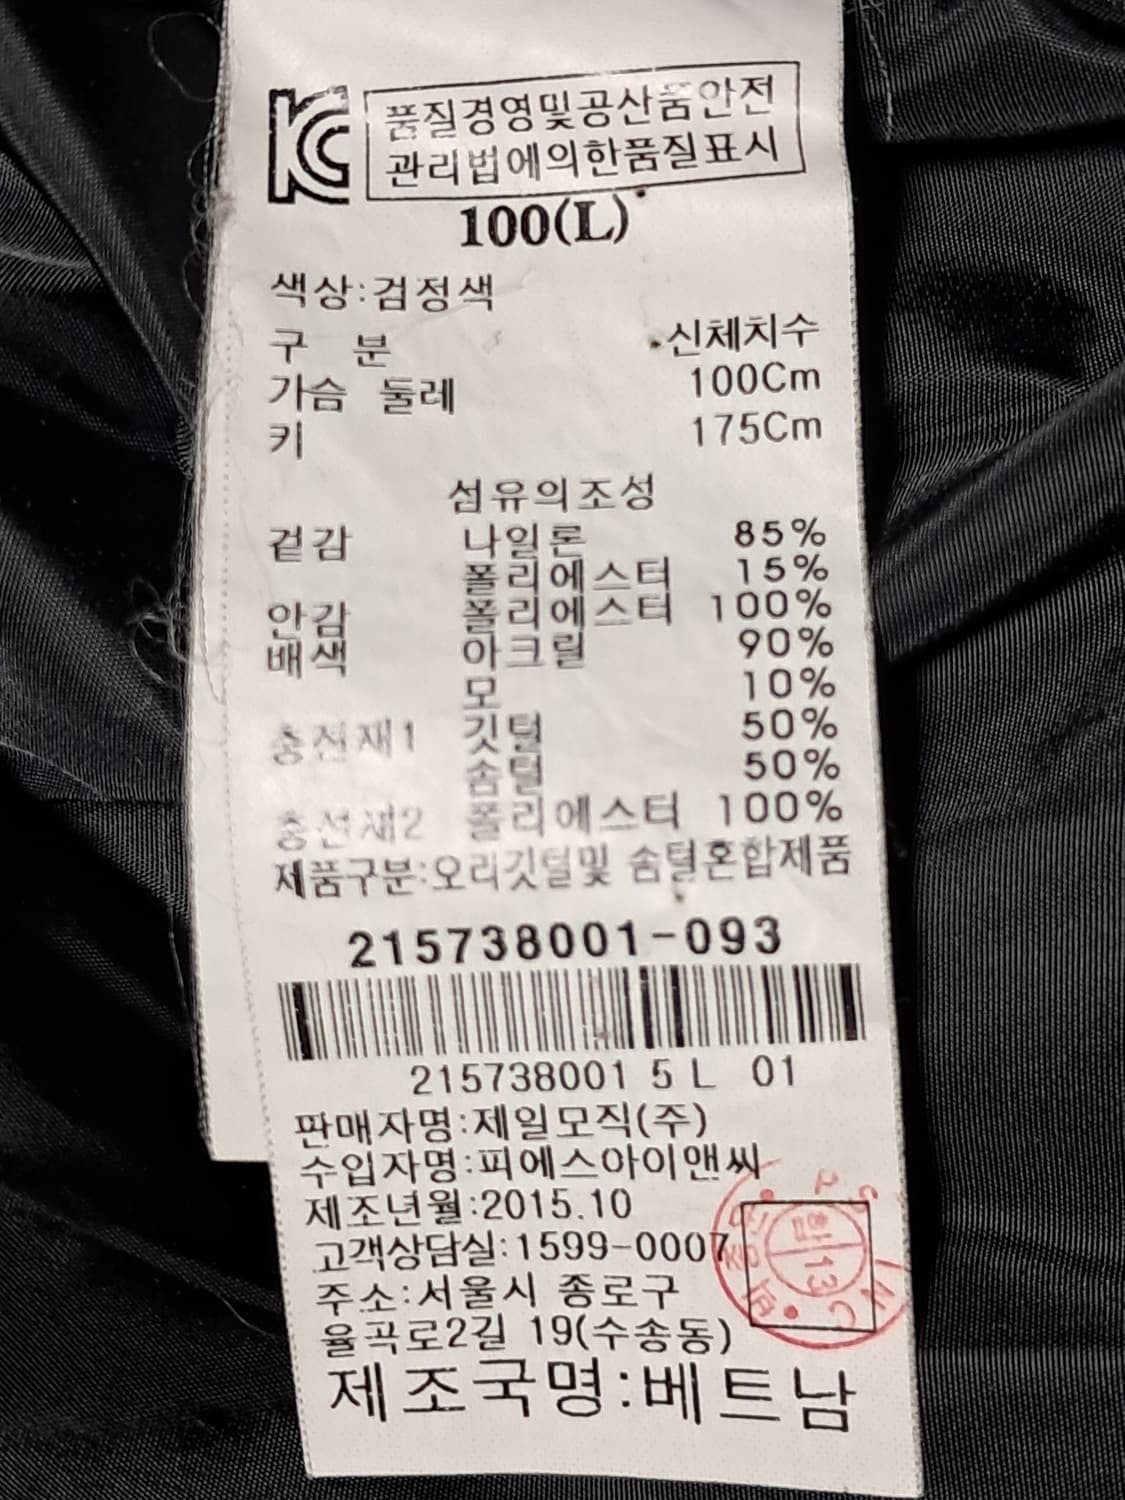 KC
품질경영및공산품안전
관리법에의한품질표시
100(L)
색상:검정색
구 분 신체치수
가슴 둘레 100Cm
키 175Cm
섬유의조성
겉감 나일론 85%
폴리에스터 15%
안감 폴리에스터 100%
배색 아크릴 90%
모 10%
충전재1 깃털 50%
솜털 50%
충전재2 폴리에스터 100%
제품구분:오리깃털및 솜털혼합제품
215738001-093
215738001 5 L 01
판매자명:제일모직(주)
수입자명:피에스아이앤씨
제조년월:2015.10
고객상담실:1599-0007
주소:서울시 종로구
율곡로2길 19(수송동)
합
13
제조국명:베트남